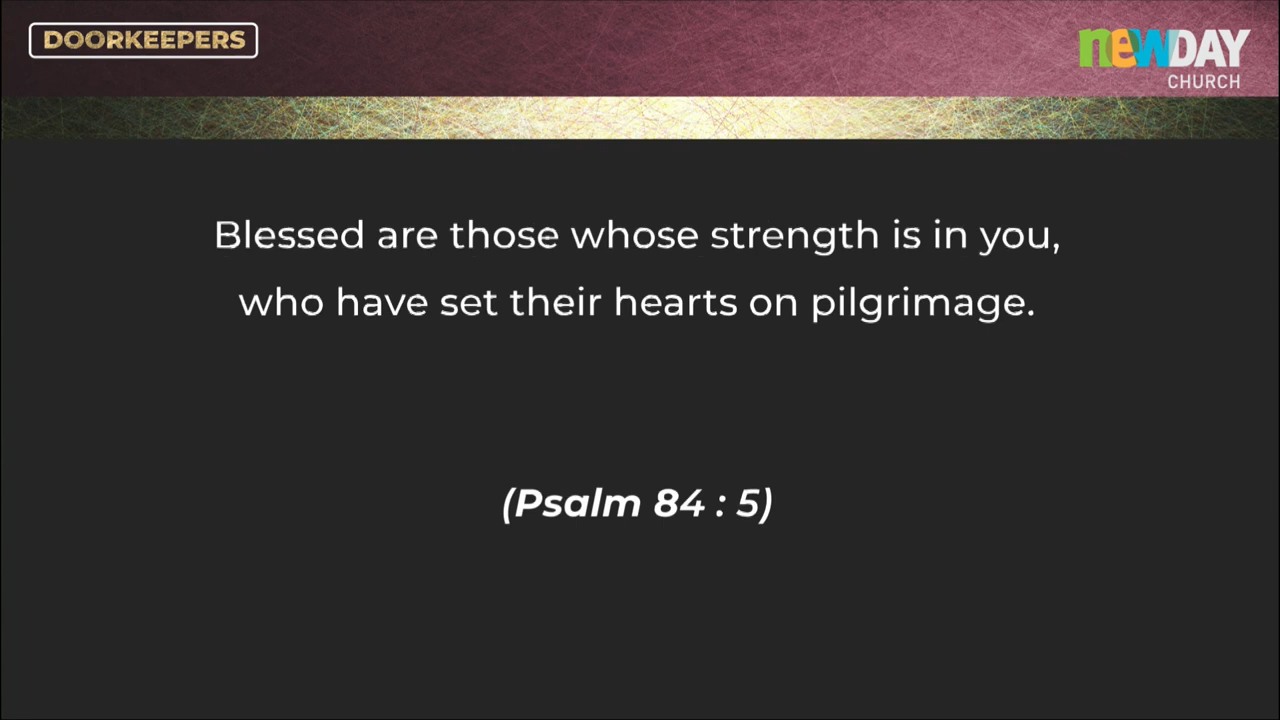 DOORKEEPERS
newDAY
CHURCH
Blessed are those whose strength is in you,
who have set their hearts on pilgrimage.
(Psalm 84 : 5)